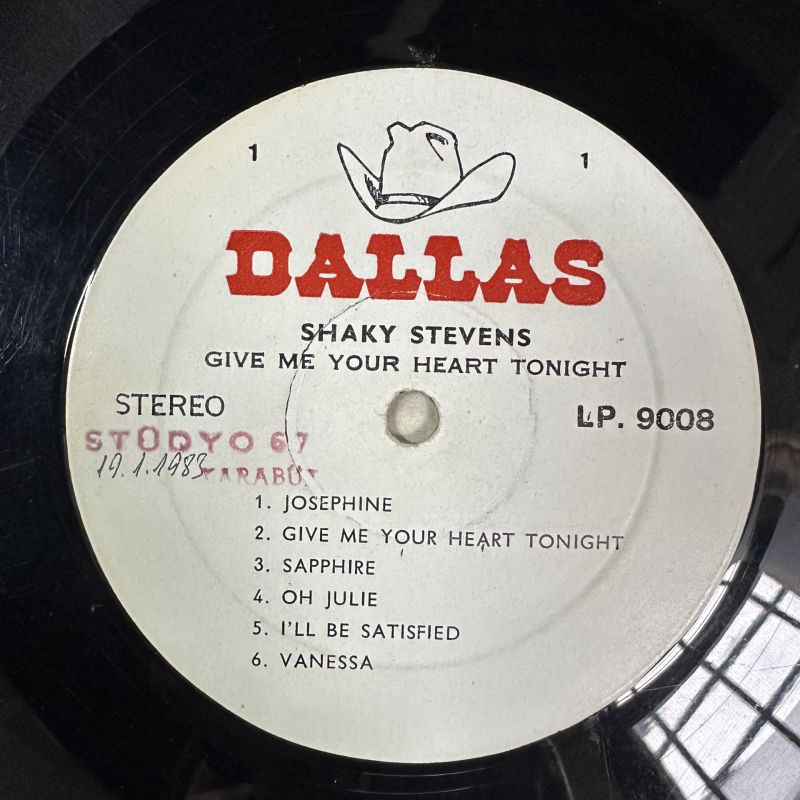 1 1
DALLAS
SHAKY STEVENS
GIVE ME YOUR HEART TONIGHT
STEREO LP. 9008
STÜDYO 67
19.1.1983 KARABÜK
1. JOSEPHINE
2. GIVE ME YOUR HEART TONIGHT
3. SAPPHIRE
4. OH JULIE
5. I'LL BE SATISFIED
6. VANESSA